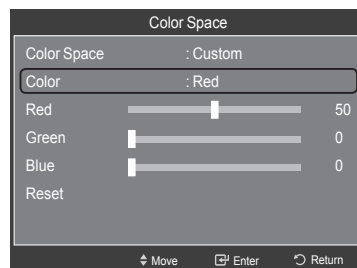 Color Space
Color Space : Custom
Color : Red
Red 50
Green 0
Blue 0
Reset
Move Enter Return